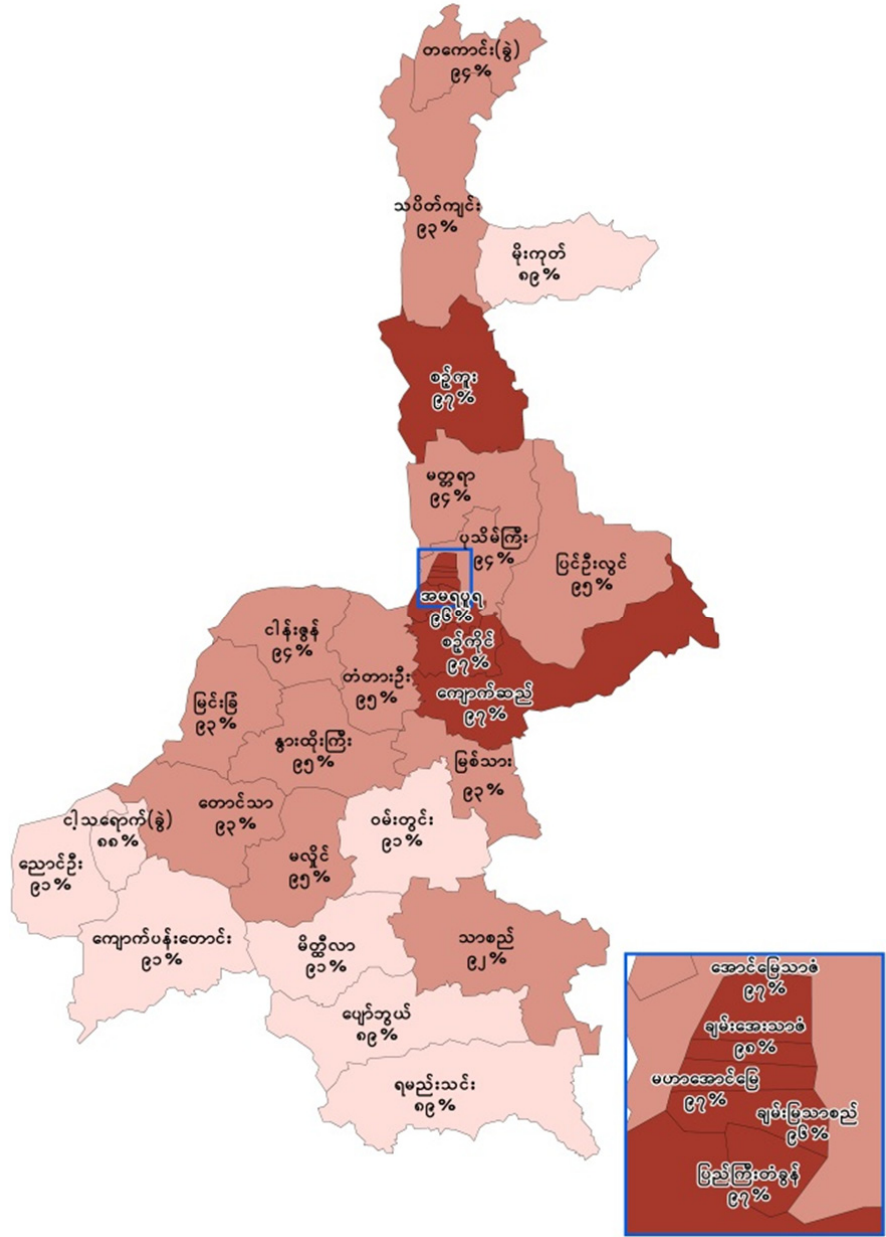 တကောင်း(ခွဲ)
၉၄%
သပိတ်ကျင်း
၉၃%
မိုးကုတ်
၈၉%
စဉ့်ကူး
၉၇%
မတ္တရာ
၉၄%
ပုသိမ်ကြီး
၉၄%
ပြင်ဦးလွင်
၉၅%
အမရပူရ
၉၆%
စဉ့်ကိုင်
၉၇%
ကျောက်ဆည်
၉၇%
ငါန်းဇွန်
၉၄%
တံတားဦး
၉၅%
မြင်းခြံ
၉၃%
နွားထိုးကြီး
၉၅%
မြစ်သား
၉၃%
တောင်သာ
၉၃%
ငါ့သရောက်(ခွဲ)
၈၈%
ဝမ်းတွင်း
၉၁%
ညောင်ဦး
၉၁%
မလှိုင်
၉၅%
ကျောက်ပန်းတောင်း
၉၁%
မိတ္ထီလာ
၉၁%
သာစည်
၉၂%
ပျော်ဘွယ်
၈၉%
ရမည်းသင်း
၈၉%
အောင်မြေသာဇံ
၉၇%
ချမ်းအေးသာဇံ
၉၈%
မဟာအောင်မြေ
၉၇%
ချမ်းမြသာစည်
၉၆%
ပြည်ကြီးတံခွန်
၉၇%